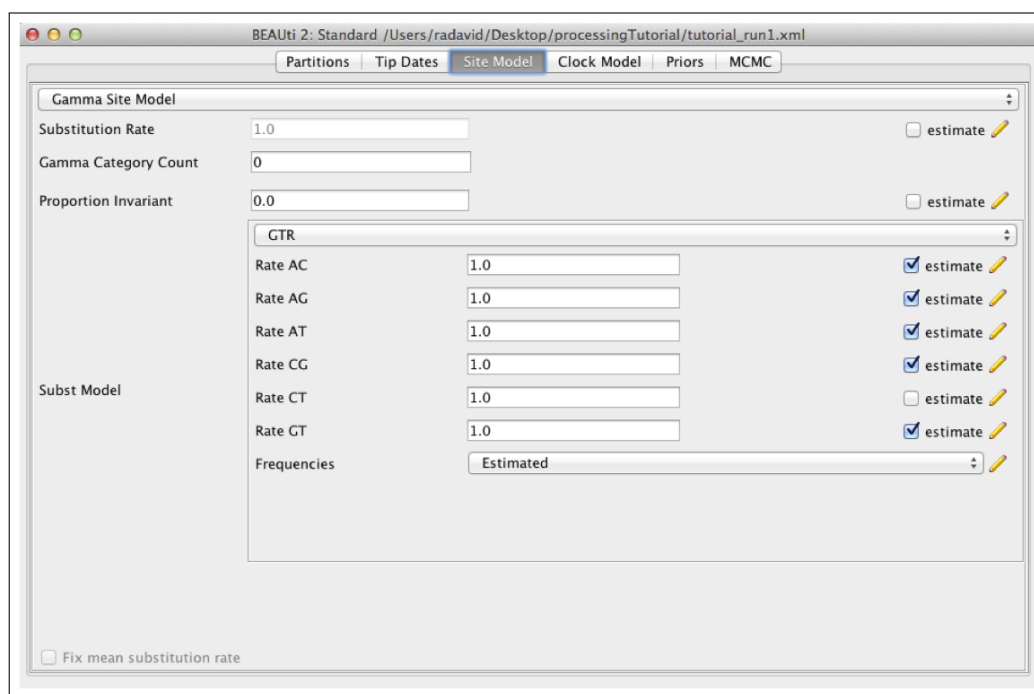 BEAUti 2: Standard /Users/radavid/Desktop/processingTutorial/tutorial_run1.xml
Partitions Tip Dates Site Model Clock Model Priors MCMC
Gamma Site Model
Substitution Rate 1.0 estimate
Gamma Category Count 0
Proportion Invariant 0.0 estimate
GTR
Rate AC 1.0 estimate
Rate AG 1.0 estimate
Rate AT 1.0 estimate
Rate CG 1.0 estimate
Subst Model Rate CT 1.0 estimate
Rate GT 1.0 estimate
Frequencies Estimated
Fix mean substitution rate